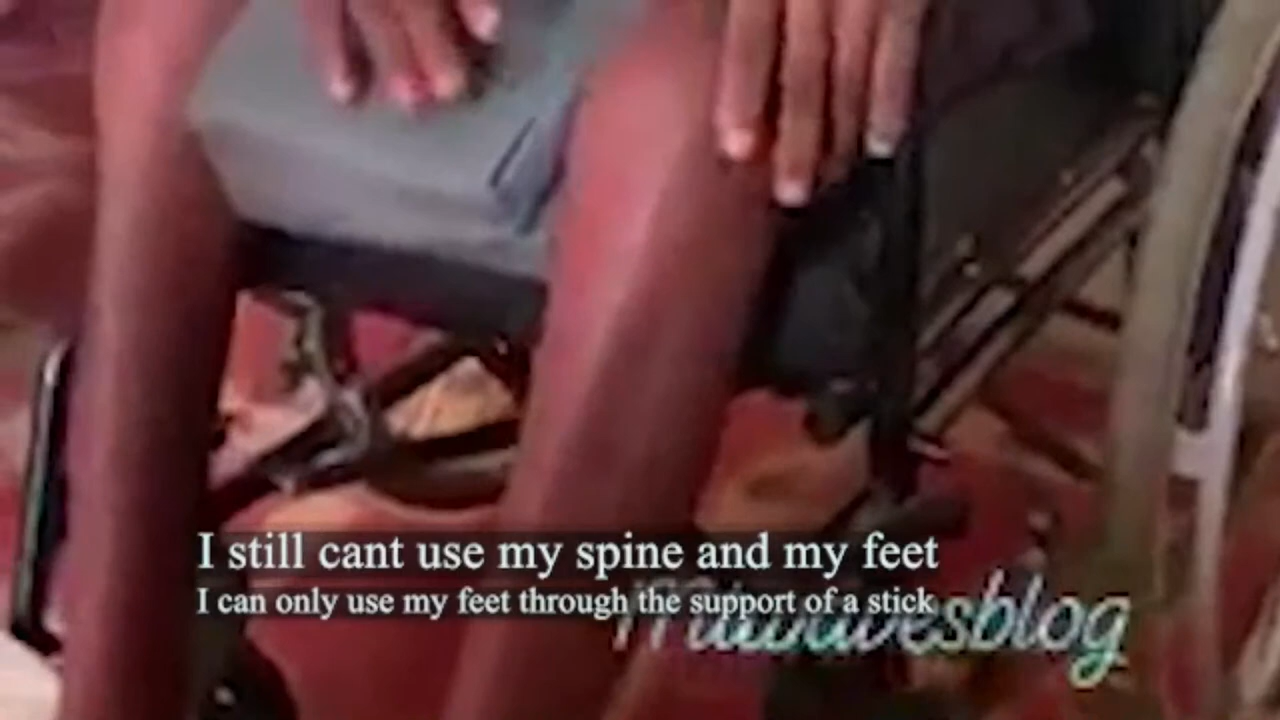 I still cant use my spine and my feet
I can only use my feet through the support of a stick